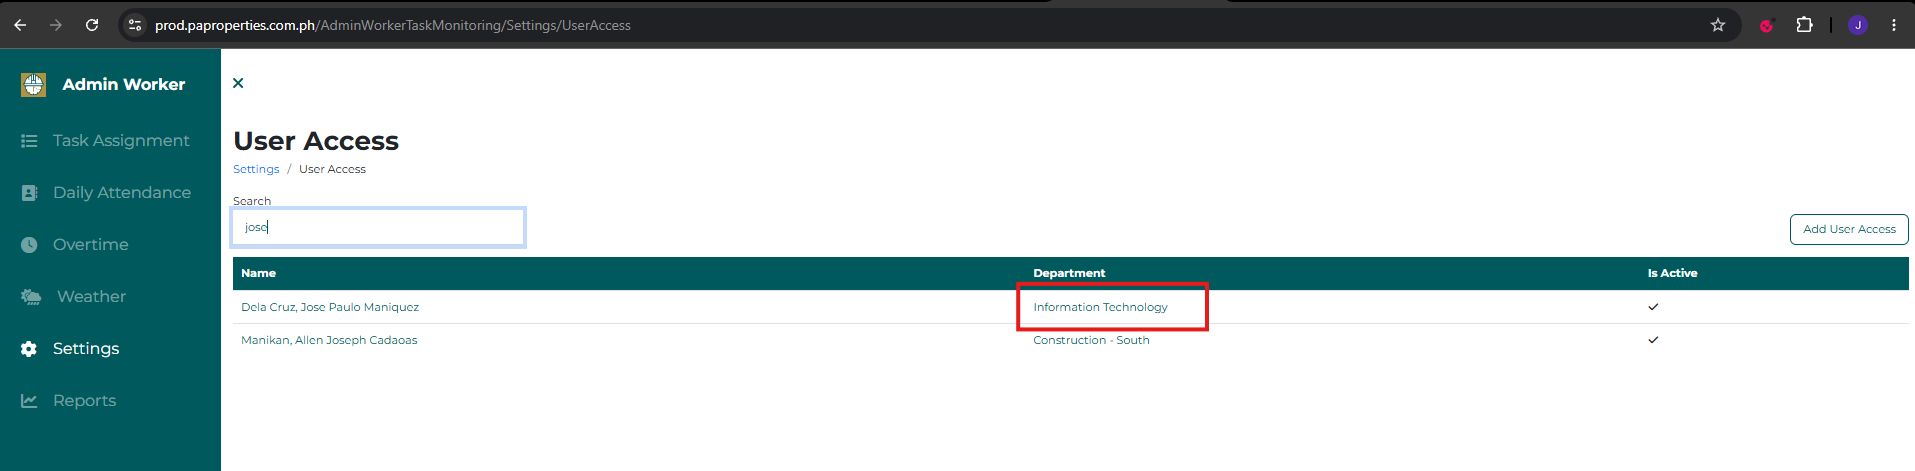 prod.paproperties.com.ph/AdminWorkerTaskMonitoring/Settings/UserAccess
J
Admin Worker
Task Assignment
Daily Attendance
Overtime
Weather
Settings
Reports
×
User Access
Settings / User Access
Search
jose
Add User Access
Name Department Is Active
Dela Cruz, Jose Paulo Maniquez Information Technology ✓
Manikan, Allen Joseph Cadaoas Construction - South ✓